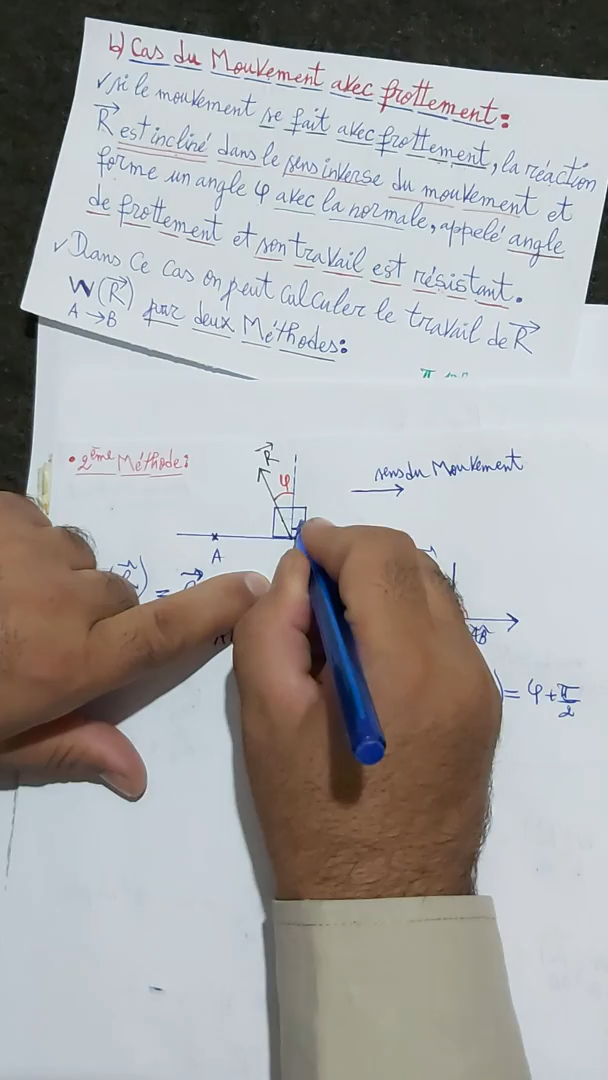 b) Cas du Mouvement avec frottement:
✓ si le mouvement se fait avec frottement, la réaction
R⃗ est incliné dans le sens inverse du mouvement et
forme un angle φ avec la normale, appelé angle
de frottement et son travail est résistant.
✓ Dans ce cas on peut calculer le travail de R⃗
W(R⃗) par deux Méthodes:
A → B
• 2ème Méthode:
R⃗
φ
sens du Mouvement
A
=
AB
) = φ + π/2